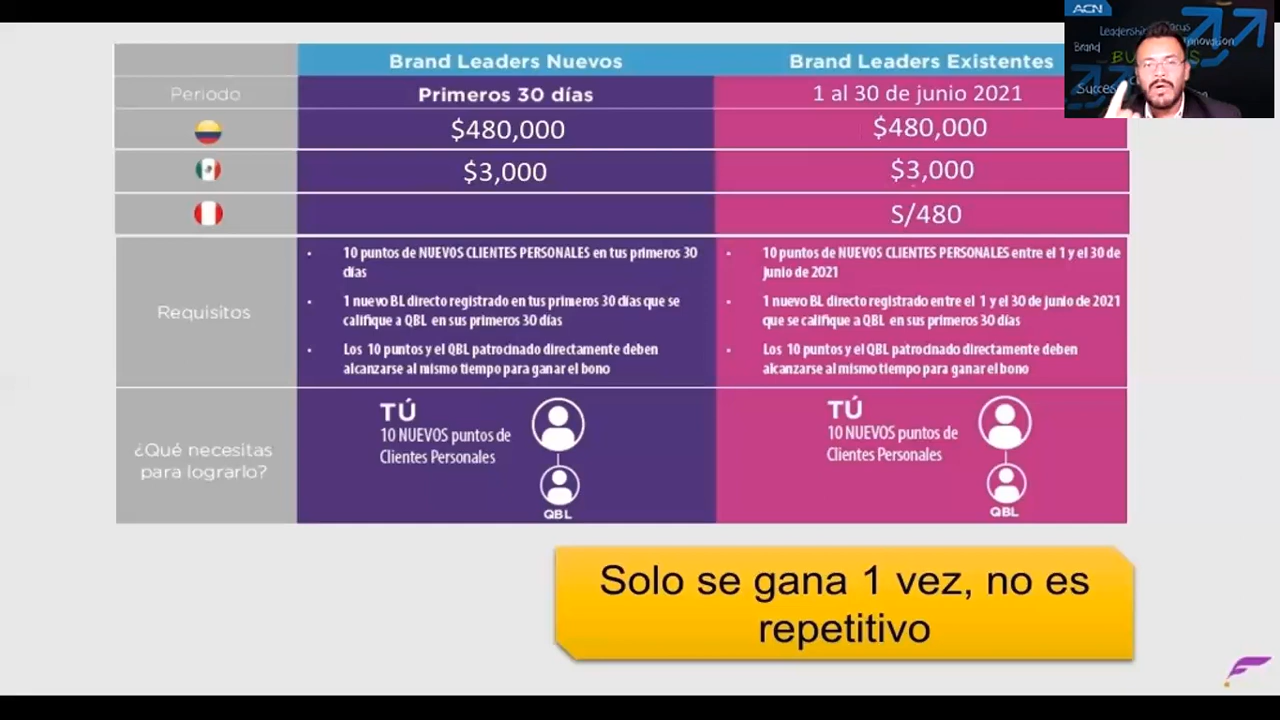 ACN
Leadership
Focus
Innovation
Brand
Success
Brand Leaders Nuevos
Brand Leaders Existentes
Periodo
Primeros 30 días
1 al 30 de junio 2021
$480,000
$480,000
$3,000
$3,000
S/480
Requisitos
· 10 puntos de NUEVOS CLIENTES PERSONALES en tus primeros 30
días
· 1 nuevo BL directo registrado en tus primeros 30 días que se
califique a QBL en sus primeros 30 días
· Los 10 puntos y el QBL patrocinado directamente deben
alcanzarse al mismo tiempo para ganar el bono
· 10 puntos de NUEVOS CLIENTES PERSONALES entre el 1 y el 30 de
junio de 2021
· 1 nuevo BL directo registrado entre el 1 y el 30 de junio de 2021
que se califique a QBL en sus primeros 30 días
· Los 10 puntos y el QBL patrocinado directamente deben
alcanzarse al mismo tiempo para ganar el bono
¿Qué necesitas
para lograrlo?
TÚ
10 NUEVOS puntos de
Clientes Personales
QBL
TÚ
10 NUEVOS puntos de
Clientes Personales
QBL
Solo se gana 1 vez, no es
repetitivo